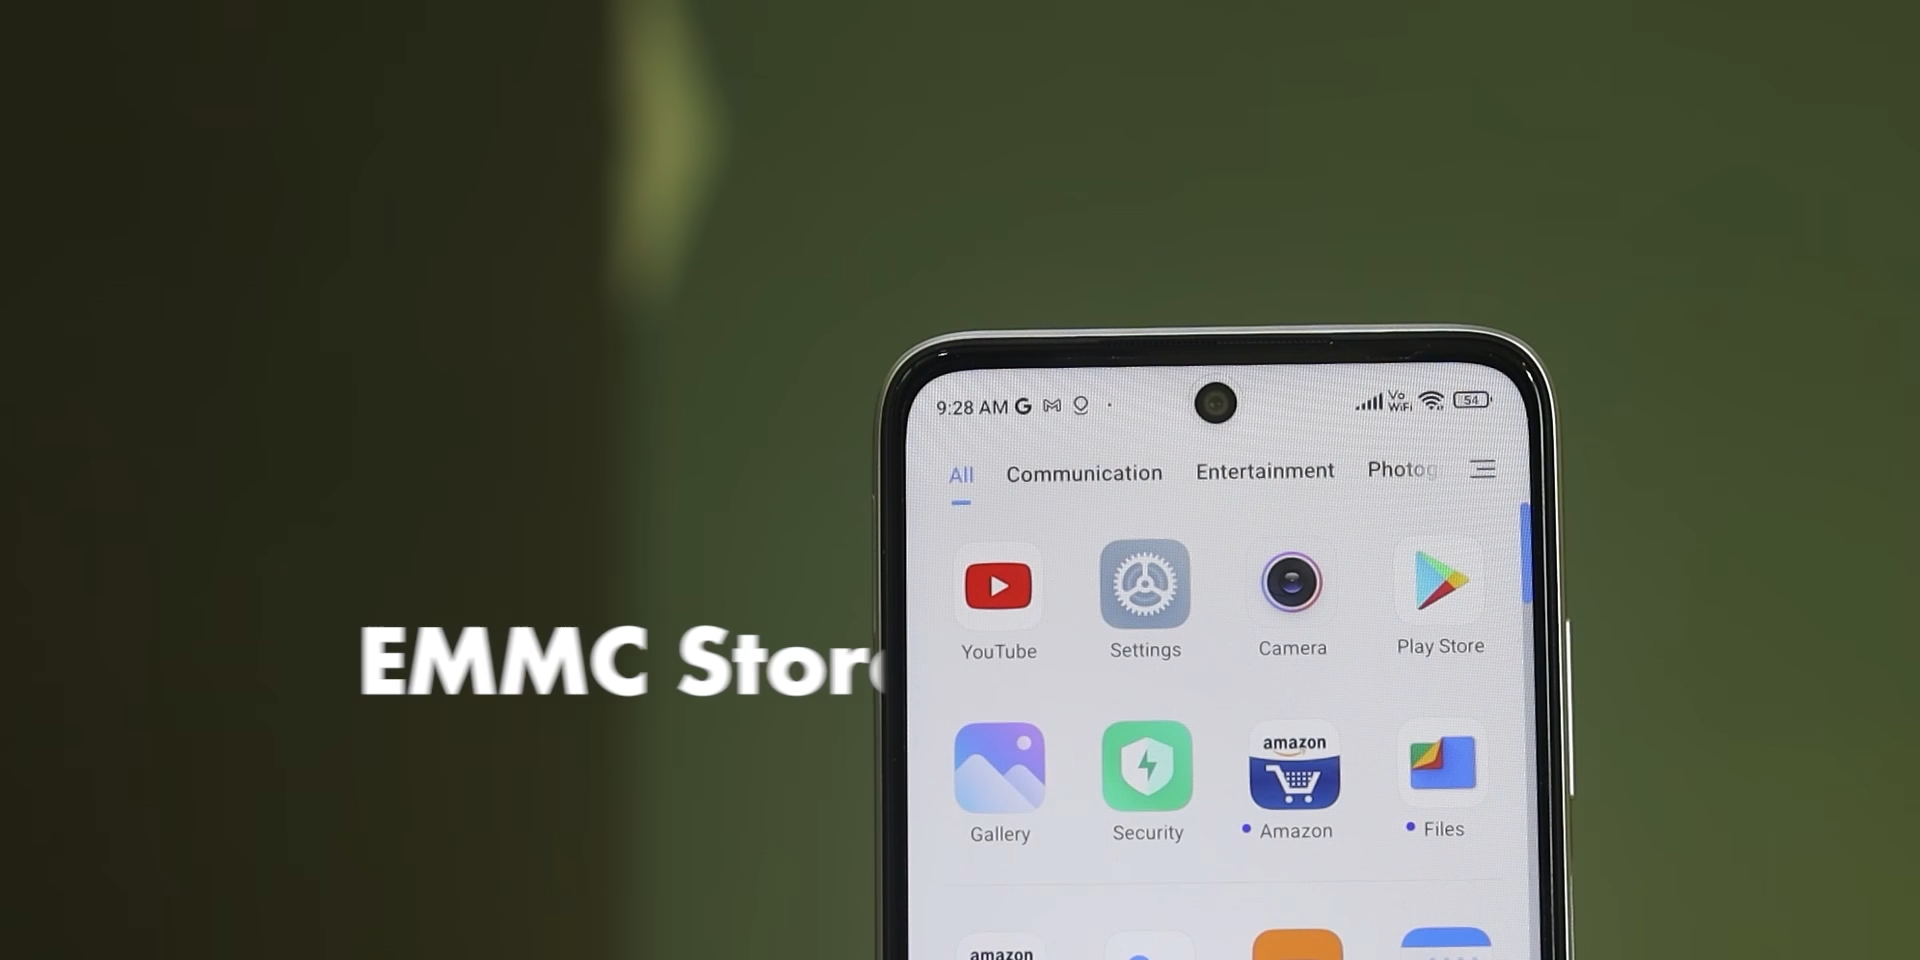 9:28 AM
Vo
WiFi
54
All Communication Entertainment Photog
YouTube Settings Camera Play Store
EMMC Stor
amazon
Gallery Security Amazon Files
amazon